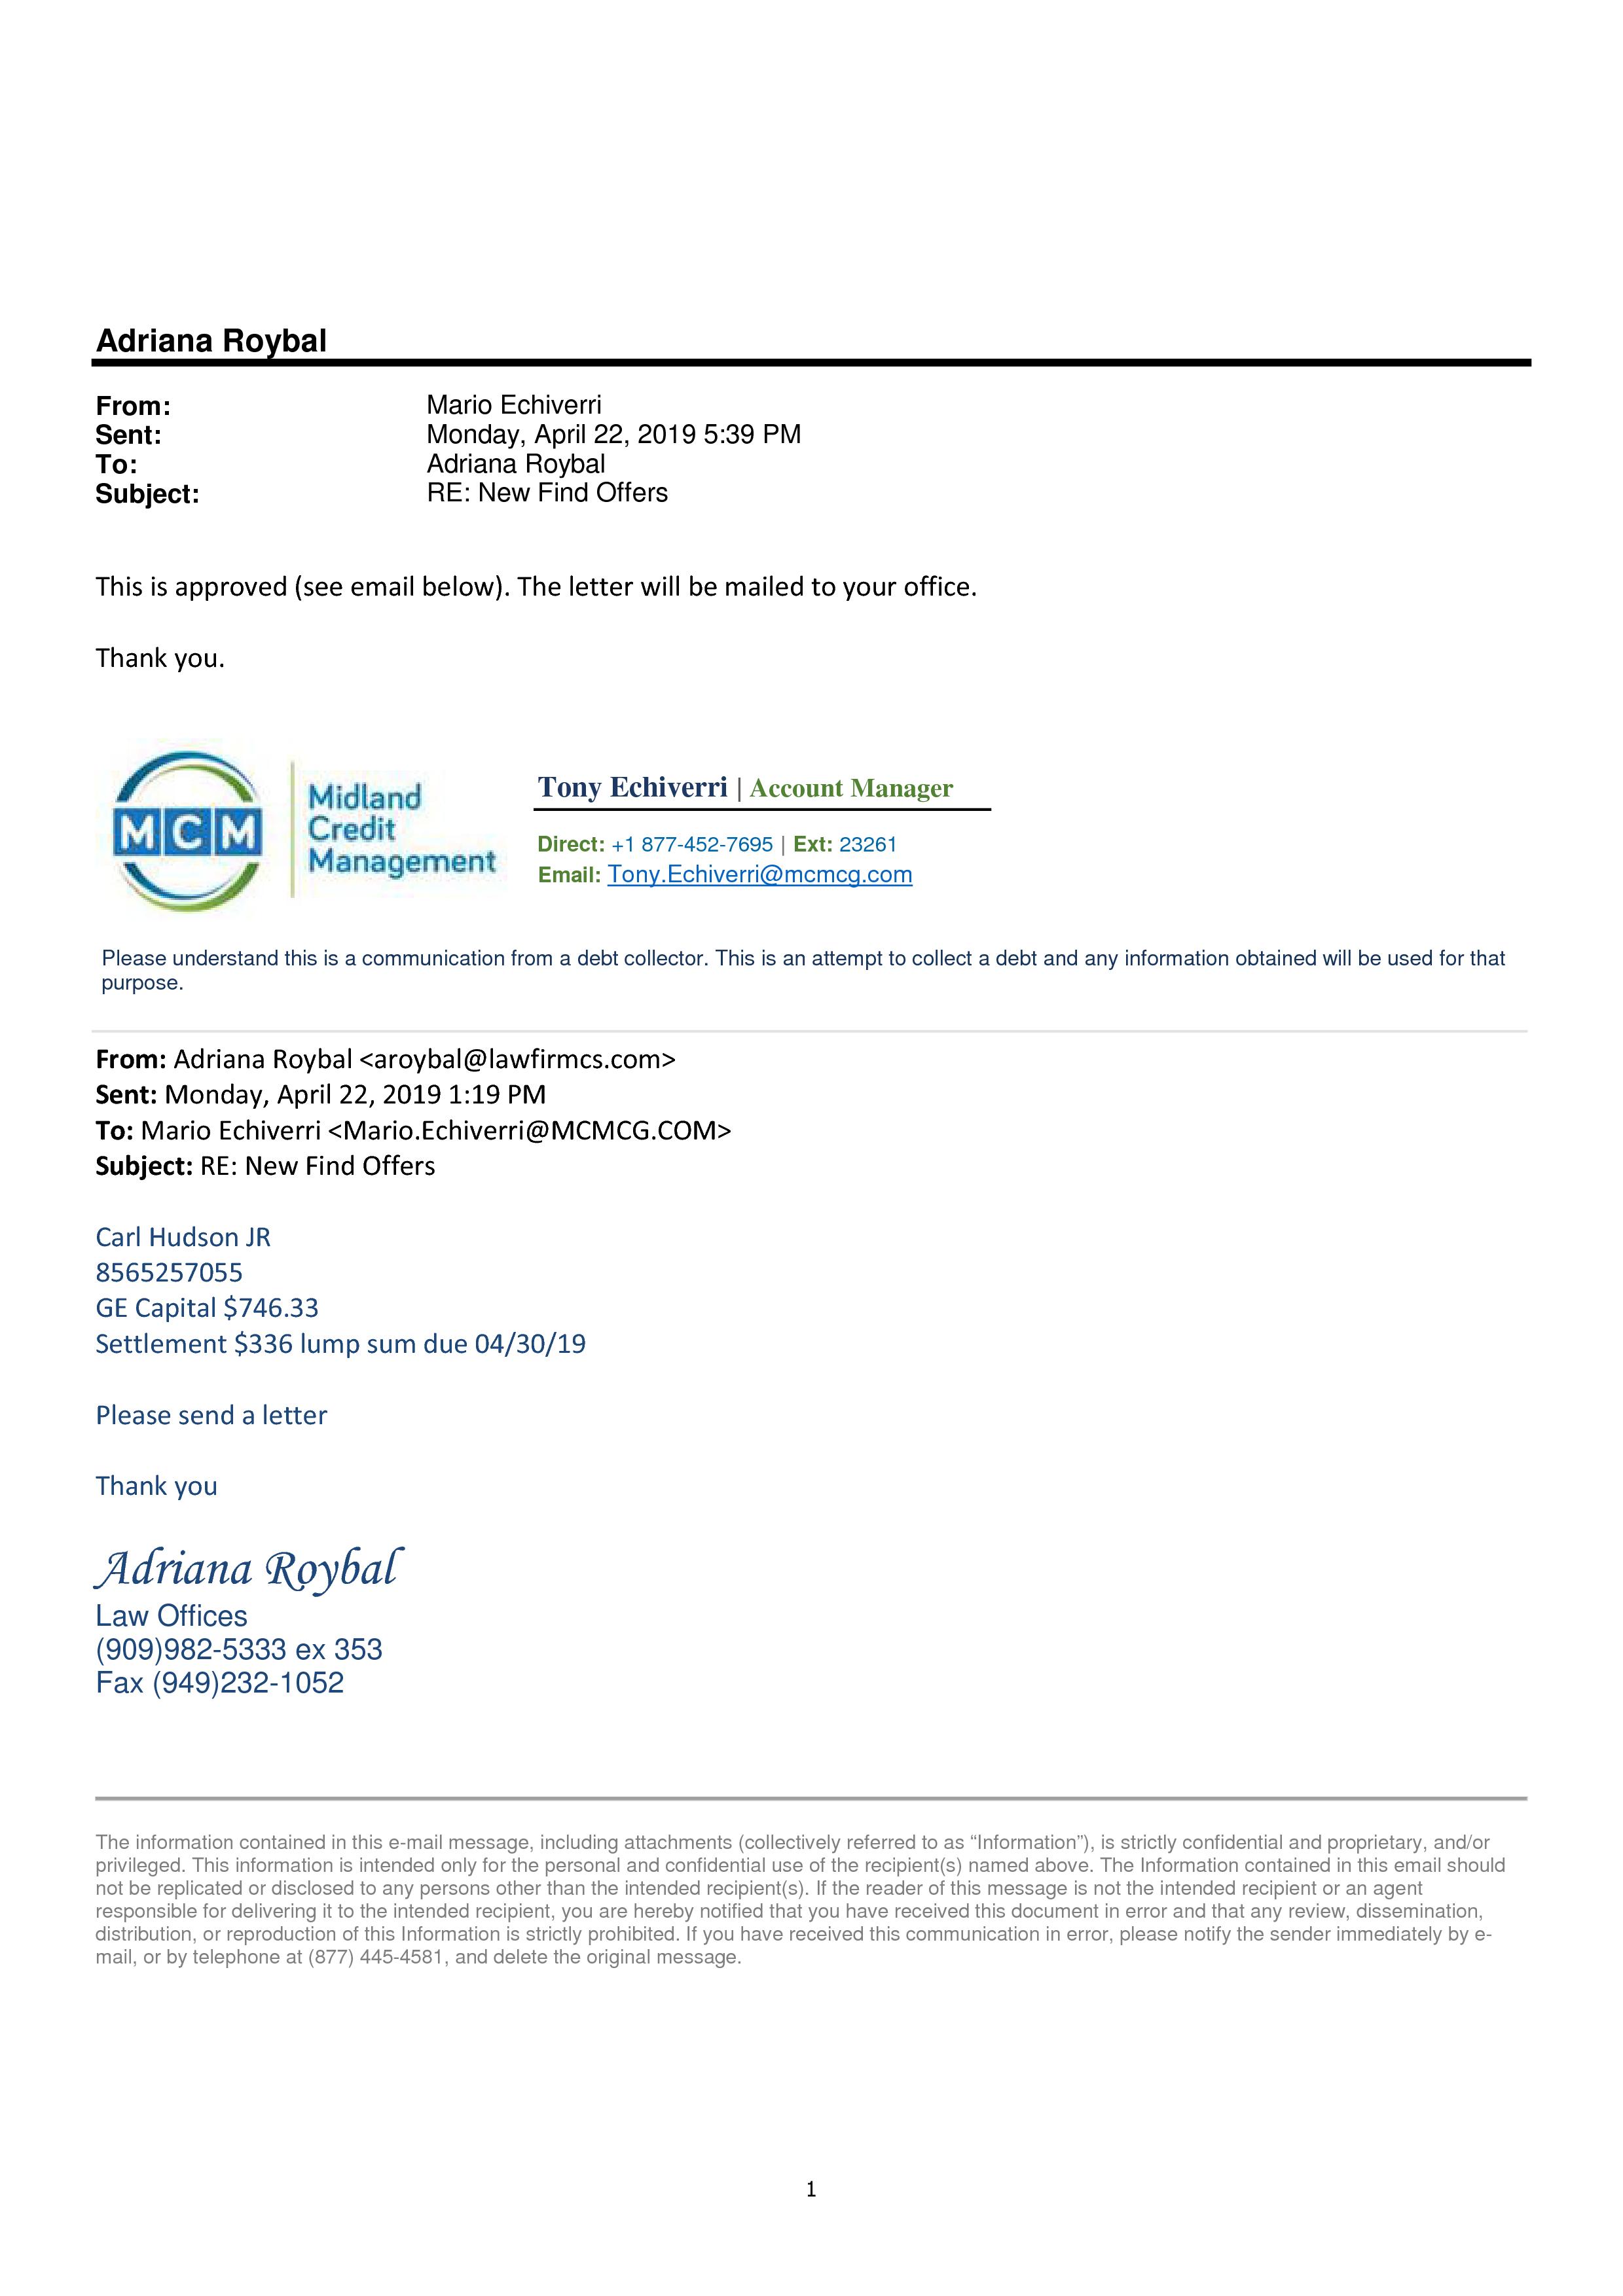 Adriana Roybal
From: Mario Echiverri
Sent: Monday, April 22, 2019 5:39 PM
To: Adriana Roybal
Subject: RE: New Find Offers
This is approved (see email below). The letter will be mailed to your office.
Thank you.
MCM
Midland
Credit
Management
Tony Echiverri | Account Manager
Direct: +1 877-452-7695 | Ext: 23261
Email: Tony.Echiverri@mcmcg.com
Please understand this is a communication from a debt collector. This is an attempt to collect a debt and any information obtained will be used for that
purpose.
From: Adriana Roybal <aroybal@lawfirmcs.com>
Sent: Monday, April 22, 2019 1:19 PM
To: Mario Echiverri <Mario.Echiverri@MCMCG.COM>
Subject: RE: New Find Offers
Carl Hudson JR
8565257055
GE Capital $746.33
Settlement $336 lump sum due 04/30/19
Please send a letter
Thank you
Adriana Roybal
Law Offices
(909)982-5333 ex 353
Fax (949)232-1052
The information contained in this e-mail message, including attachments (collectively referred to as “Information”), is strictly confidential and proprietary, and/or
privileged. This information is intended only for the personal and confidential use of the recipient(s) named above. The Information contained in this email should
not be replicated or disclosed to any persons other than the intended recipient(s). If the reader of this message is not the intended recipient or an agent
responsible for delivering it to the intended recipient, you are hereby notified that you have received this document in error and that any review, dissemination,
distribution, or reproduction of this Information is strictly prohibited. If you have received this communication in error, please notify the sender immediately by e-
mail, or by telephone at (877) 445-4581, and delete the original message.
1